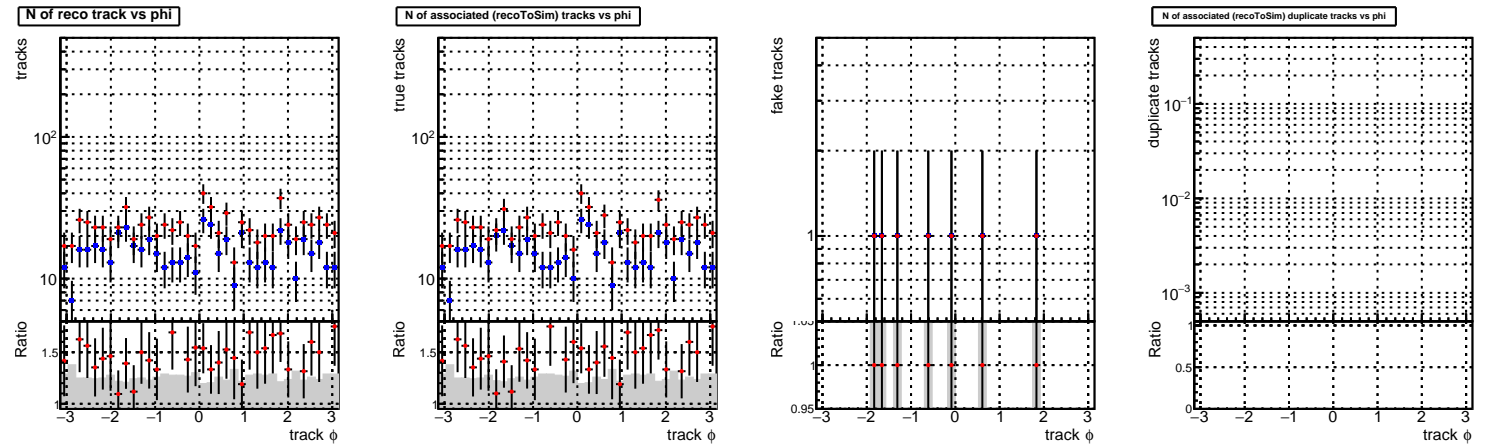 N of reco track vs phi
tracks
10²
10
Ratio
1.5
1
−3 −2 −1 0 1 2 3
track ϕ
N of associated (recoToSim) tracks vs phi
true tracks
10²
10
Ratio
1.5
1
−3 −2 −1 0 1 2 3
track ϕ
fake tracks
1
Ratio
1.05
0.95
−3 −2 −1 0 1 2 3
track ϕ
N of associated (recoToSim) duplicate tracks vs phi
duplicate tracks
10⁻¹
10⁻²
10⁻³
Ratio
1
0.5
0
−3 −2 −1 0 1 2 3
track ϕ